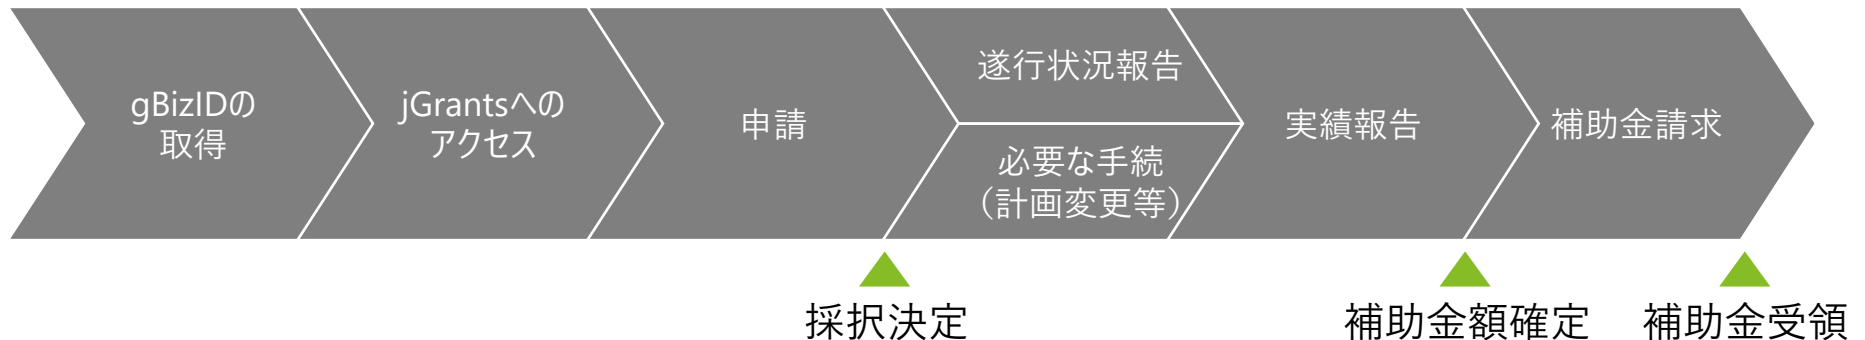 gBizIDの
取得
jGrantsへの
アクセス
申請
遂行状況報告
必要な手続
（計画変更等）
実績報告
補助金請求
採択決定
補助金額確定
補助金受領